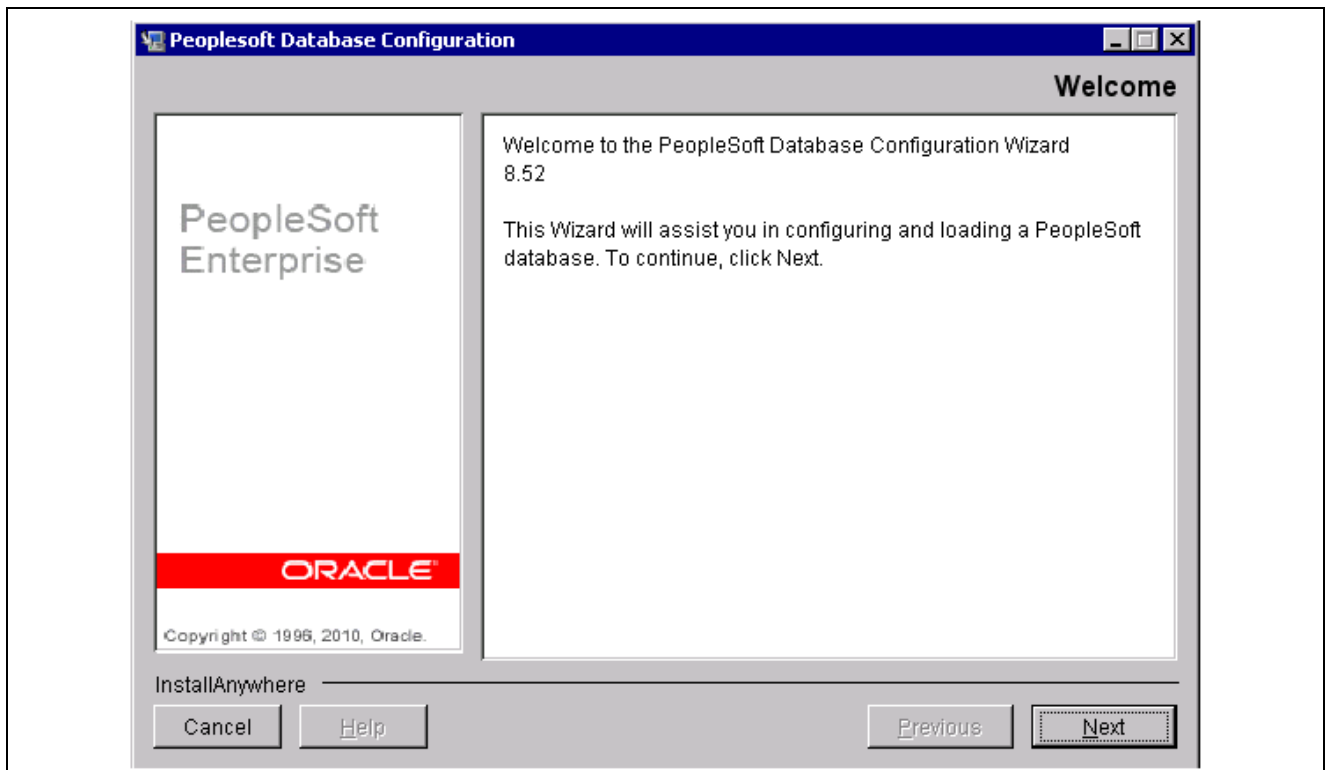 Peoplesoft Database Configuration
Welcome
PeopleSoft
Enterprise
ORACLE
Copyright © 1996, 2010, Oracle.
Welcome to the PeopleSoft Database Configuration Wizard
8.52
This Wizard will assist you in configuring and loading a PeopleSoft
database. To continue, click Next.
InstallAnywhere
Cancel
Help
Previous
Next